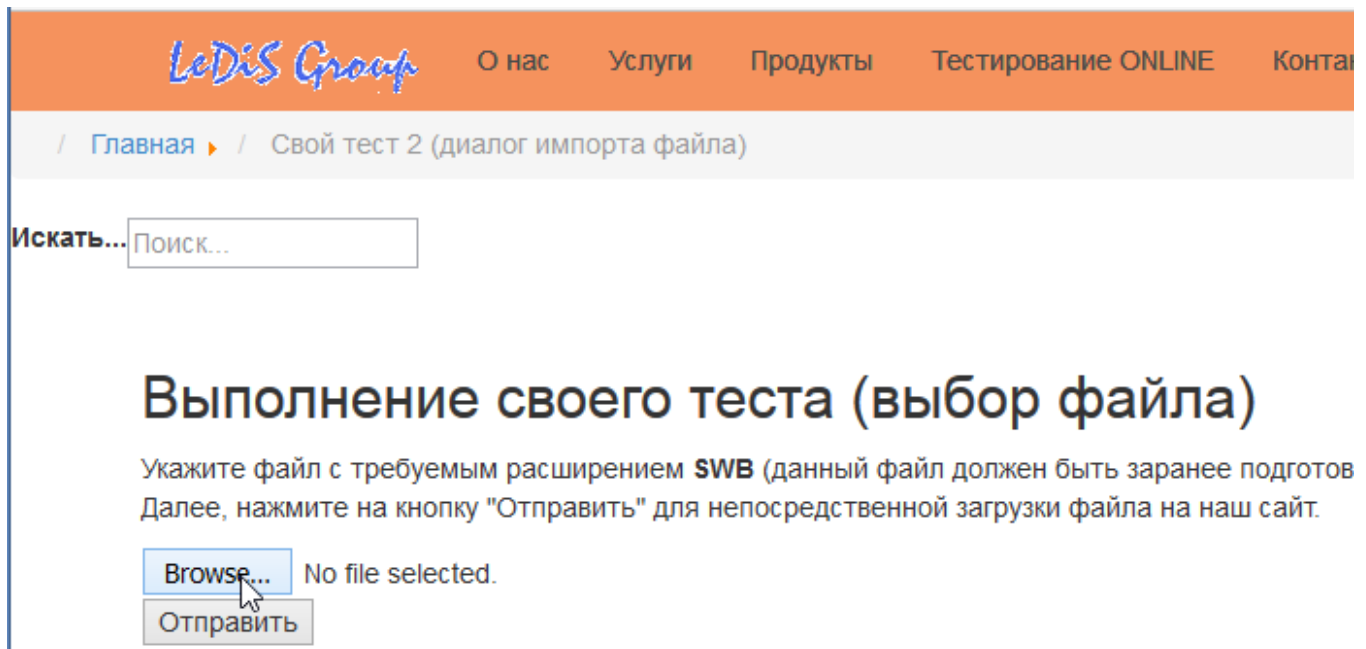 LeDiS Group О нас Услуги Продукты Тестирование ONLINE
/ Главная / Свой тест 2 (диалог импорта файла)
Искать... Поиск...
Выполнение своего теста (выбор файла)
Укажите файл с требуемым расширением SWB (данный файл должен быть заранее подготов
Далее, нажмите на кнопку "Отправить" для непосредственной загрузки файла на наш сайт.
Browse... No file selected.
Отправить